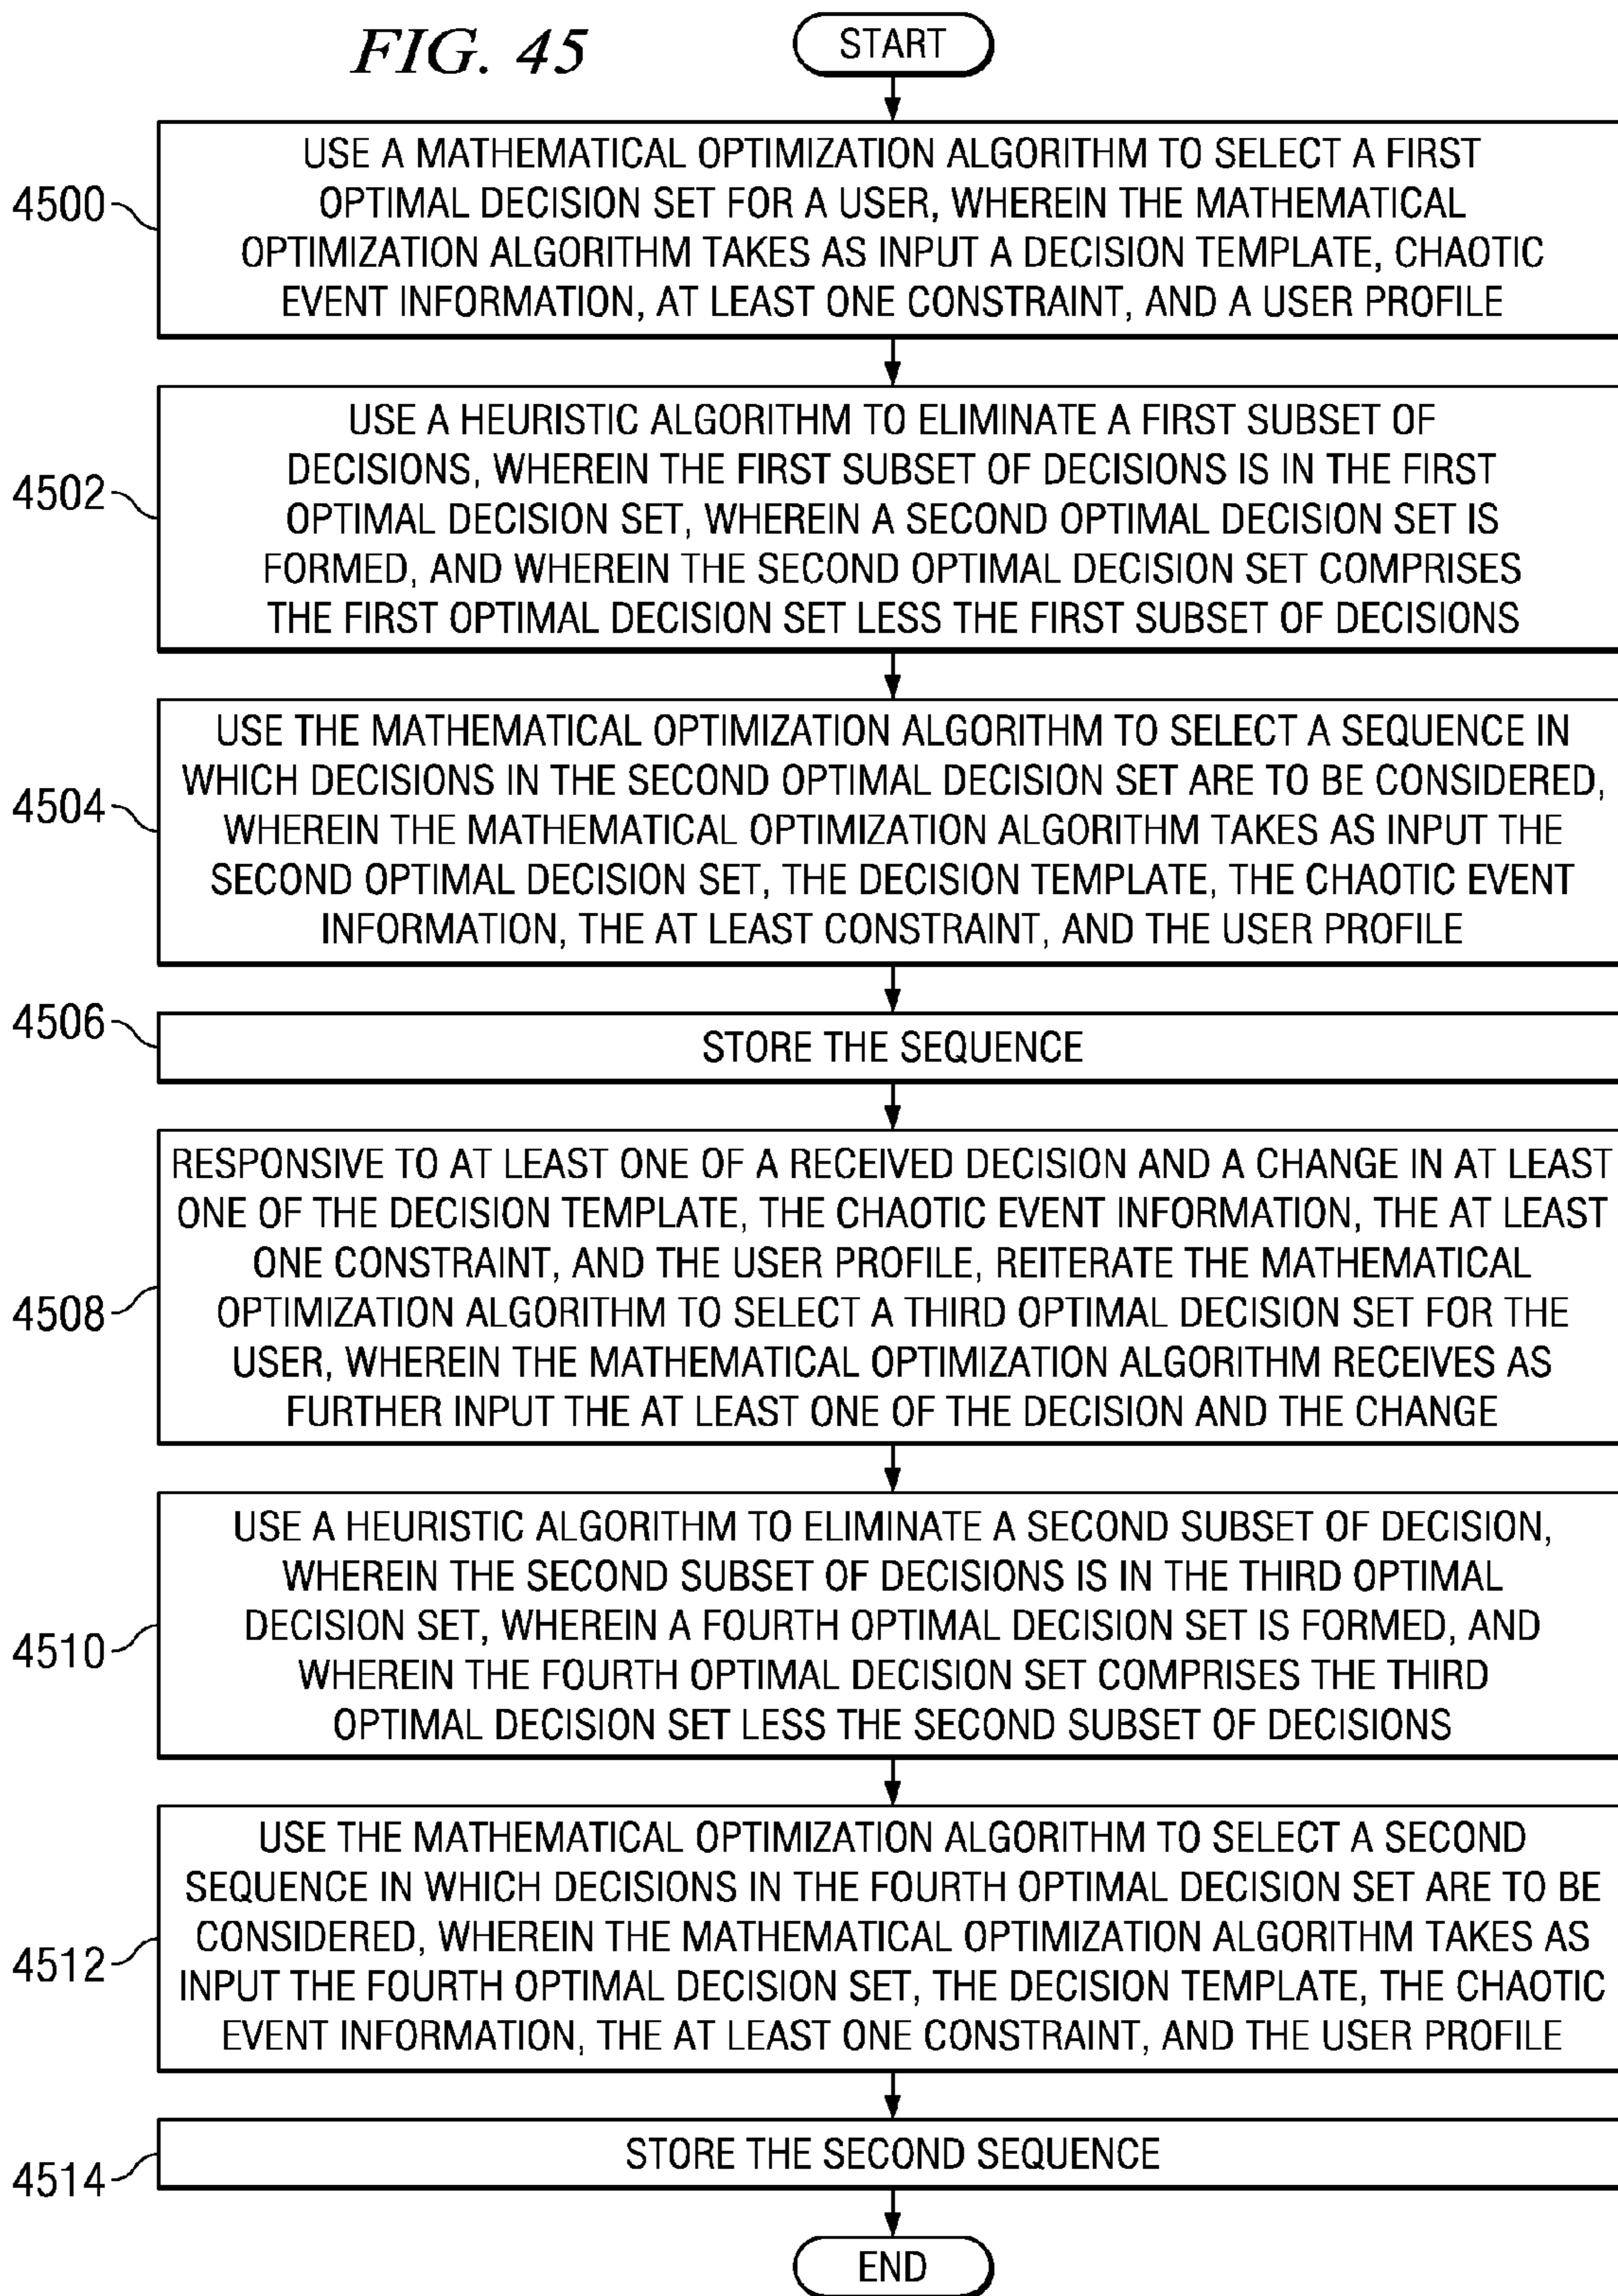 FIG. 45
START
4500
USE A MATHEMATICAL OPTIMIZATION ALGORITHM TO SELECT A FIRST
OPTIMAL DECISION SET FOR A USER, WHEREIN THE MATHEMATICAL
OPTIMIZATION ALGORITHM TAKES AS INPUT A DECISION TEMPLATE, CHAOTIC
EVENT INFORMATION, AT LEAST ONE CONSTRAINT, AND A USER PROFILE
4502
USE A HEURISTIC ALGORITHM TO ELIMINATE A FIRST SUBSET OF
DECISIONS, WHEREIN THE FIRST SUBSET OF DECISIONS IS IN THE FIRST
OPTIMAL DECISION SET, WHEREIN A SECOND OPTIMAL DECISION SET IS
FORMED, AND WHEREIN THE SECOND OPTIMAL DECISION SET COMPRISES
THE FIRST OPTIMAL DECISION SET LESS THE FIRST SUBSET OF DECISIONS
4504
USE THE MATHEMATICAL OPTIMIZATION ALGORITHM TO SELECT A SEQUENCE IN
WHICH DECISIONS IN THE SECOND OPTIMAL DECISION SET ARE TO BE CONSIDERED,
WHEREIN THE MATHEMATICAL OPTIMIZATION ALGORITHM TAKES AS INPUT THE
SECOND OPTIMAL DECISION SET, THE DECISION TEMPLATE, THE CHAOTIC EVENT
INFORMATION, THE AT LEAST CONSTRAINT, AND THE USER PROFILE
4506
STORE THE SEQUENCE
4508
RESPONSIVE TO AT LEAST ONE OF A RECEIVED DECISION AND A CHANGE IN AT LEAST
ONE OF THE DECISION TEMPLATE, THE CHAOTIC EVENT INFORMATION, THE AT LEAST
ONE CONSTRAINT, AND THE USER PROFILE, REITERATE THE MATHEMATICAL
OPTIMIZATION ALGORITHM TO SELECT A THIRD OPTIMAL DECISION SET FOR THE
USER, WHEREIN THE MATHEMATICAL OPTIMIZATION ALGORITHM RECEIVES AS
FURTHER INPUT THE AT LEAST ONE OF THE DECISION AND THE CHANGE
4510
USE A HEURISTIC ALGORITHM TO ELIMINATE A SECOND SUBSET OF DECISION,
WHEREIN THE SECOND SUBSET OF DECISIONS IS IN THE THIRD OPTIMAL
DECISION SET, WHEREIN A FOURTH OPTIMAL DECISION SET IS FORMED, AND
WHEREIN THE FOURTH OPTIMAL DECISION SET COMPRISES THE THIRD
OPTIMAL DECISION SET LESS THE SECOND SUBSET OF DECISIONS
4512
USE THE MATHEMATICAL OPTIMIZATION ALGORITHM TO SELECT A SECOND
SEQUENCE IN WHICH DECISIONS IN THE FOURTH OPTIMAL DECISION SET ARE TO BE
CONSIDERED, WHEREIN THE MATHEMATICAL OPTIMIZATION ALGORITHM TAKES AS
INPUT THE FOURTH OPTIMAL DECISION SET, THE DECISION TEMPLATE, THE CHAOTIC
EVENT INFORMATION, THE AT LEAST ONE CONSTRAINT, AND THE USER PROFILE
4514
STORE THE SECOND SEQUENCE
END